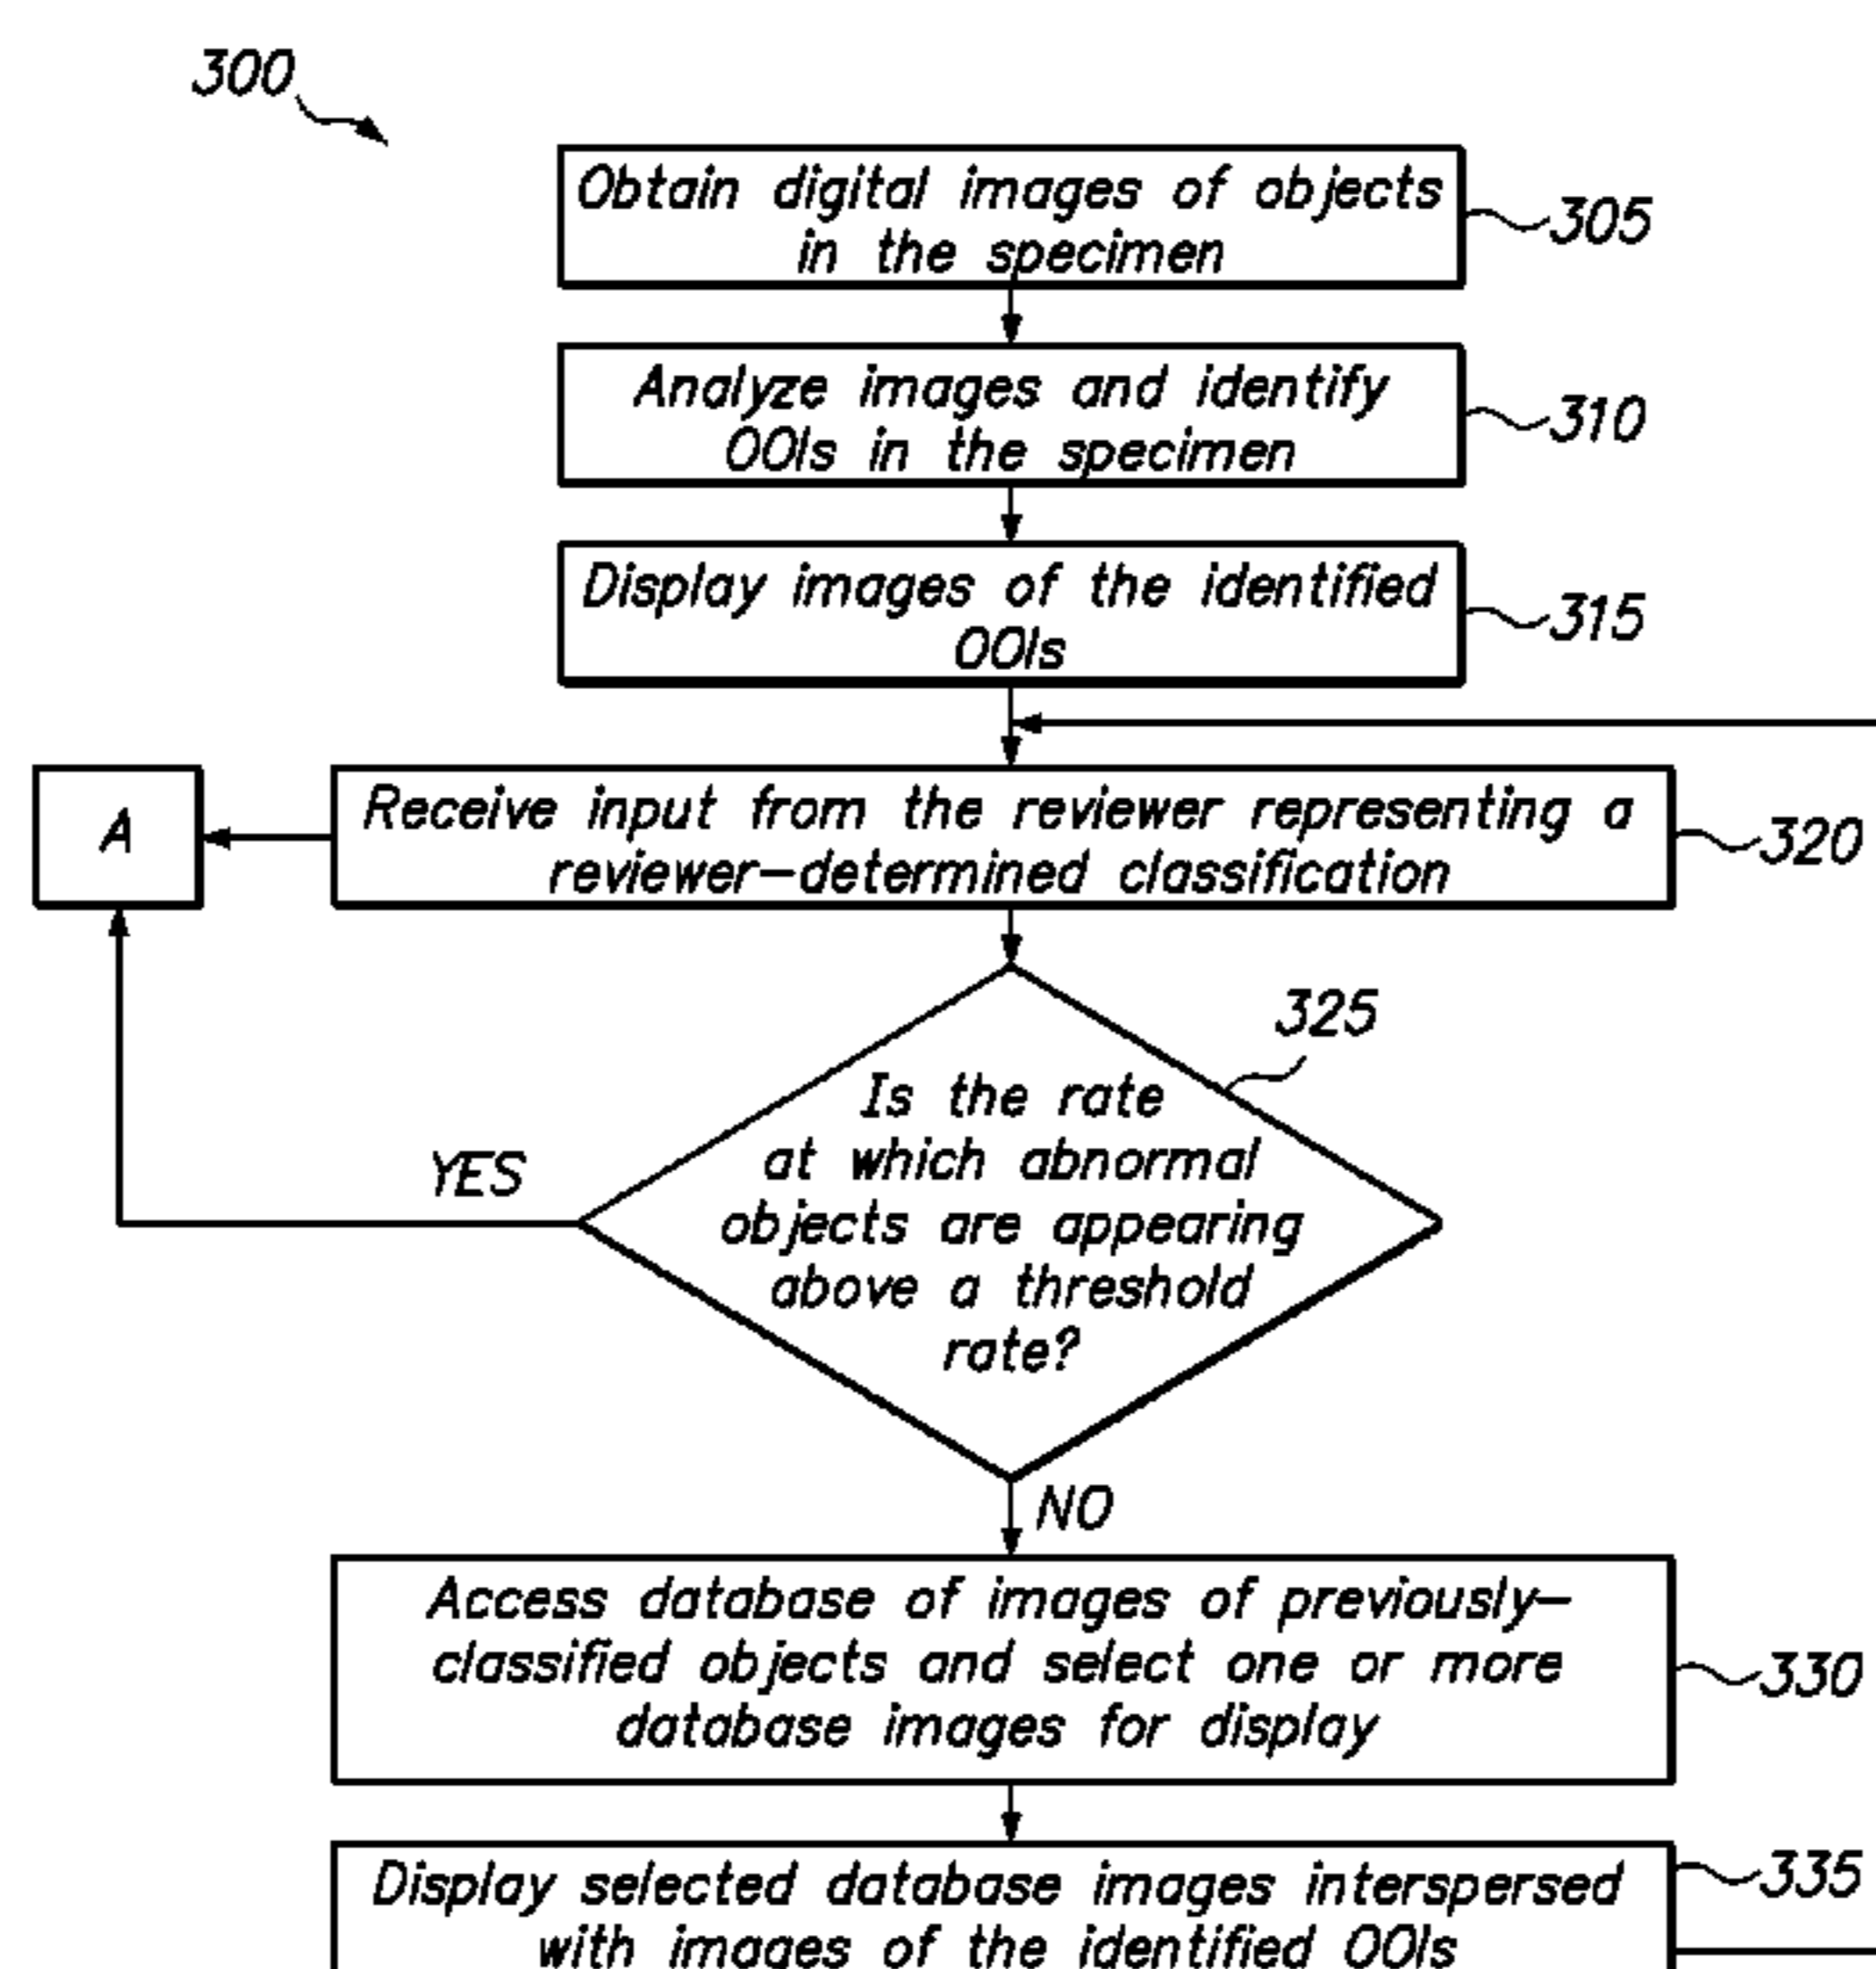 300
Obtain digital images of objects
in the specimen
305
Analyze images and identify
OOIs in the specimen
310
Display images of the identified
OOIs
315
A
Receive input from the reviewer representing a
reviewer-determined classification
320
325
Is the rate
at which abnormal
objects are appearing
above a threshold
rate?
YES
NO
Access database of images of previously-
classified objects and select one or more
database images for display
330
Display selected database images interspersed
with images of the identified OOIs
335